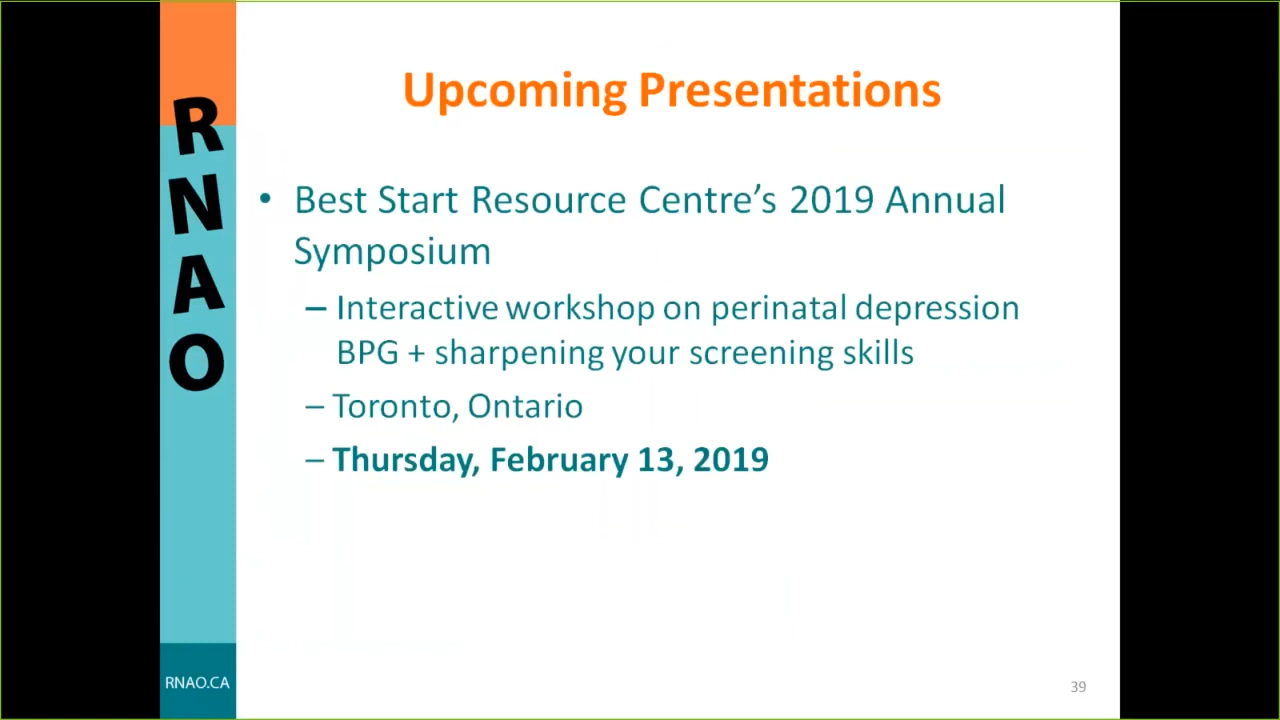 RNAO
Upcoming Presentations
• Best Start Resource Centre’s 2019 Annual
Symposium
– Interactive workshop on perinatal depression
BPG + sharpening your screening skills
– Toronto, Ontario
– Thursday, February 13, 2019
RNAO.CA
39